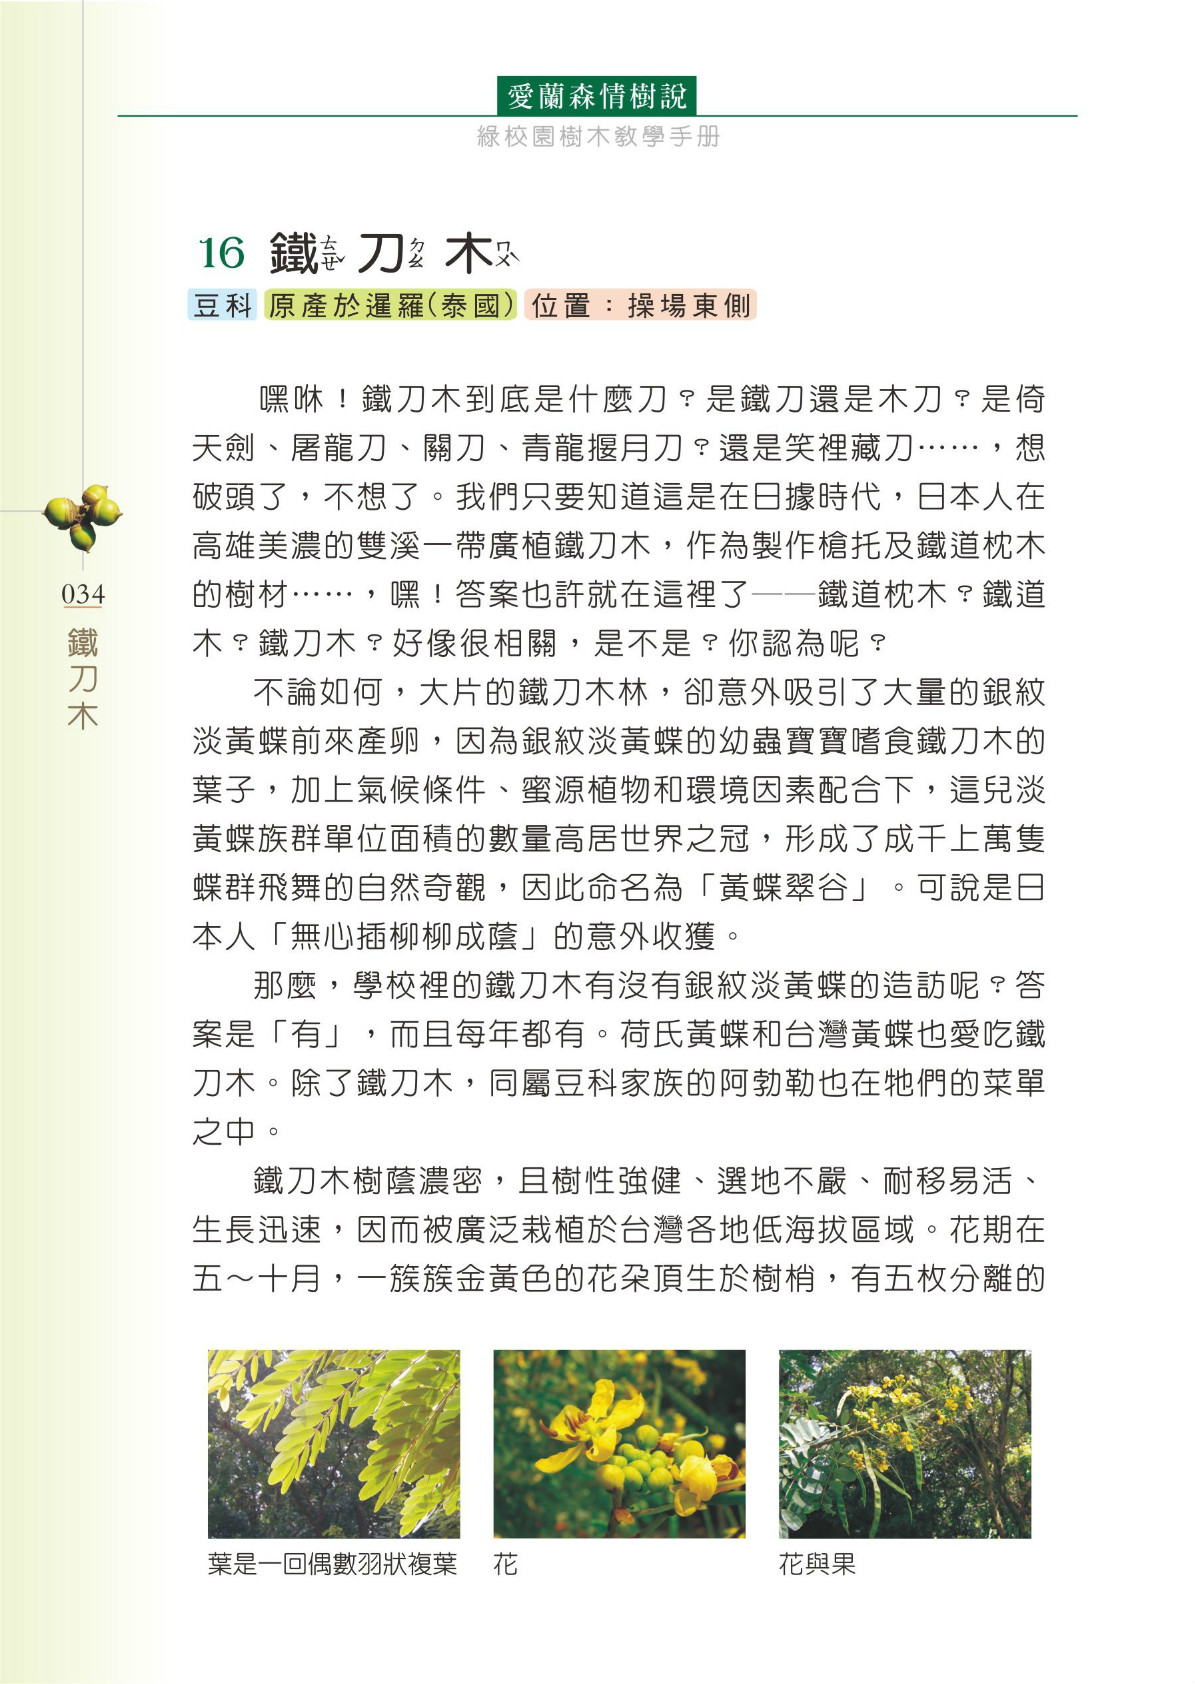 愛蘭森情樹說
綠校園樹木教學手册
16 鐵ㄊㄧㄝˇ 刀ㄉㄠ 木ㄇㄨˋ
豆科 原產於暹羅(泰國) 位置：操場東側
嘿咻！鐵刀木到底是什麼刀？是鐵刀還是木刀？是倚
天劍、屠龍刀、關刀、青龍揠月刀？還是笑裡藏刀……，想
破頭了，不想了。我們只要知道這是在日據時代，日本人在
高雄美濃的雙溪一帶廣植鐵刀木，作為製作槍托及鐵道枕木
的樹材……，嘿！答案也許就在這裡了——鐵道枕木？鐵道
木？鐵刀木？好像很相關，是不是？你認為呢？
不論如何，大片的鐵刀木林，卻意外吸引了大量的銀紋
淡黃蝶前來產卵，因為銀紋淡黃蝶的幼蟲寶寶嗜食鐵刀木的
葉子，加上氣候條件、蜜源植物和環境因素配合下，這兒淡
黃蝶族群單位面積的數量高居世界之冠，形成了成千上萬隻
蝶群飛舞的自然奇觀，因此命名為「黃蝶翠谷」。可說是日
本人「無心插柳柳成蔭」的意外收獲。
那麼，學校裡的鐵刀木有沒有銀紋淡黃蝶的造訪呢？答
案是「有」，而且每年都有。荷氏黃蝶和台灣黃蝶也愛吃鐵
刀木。除了鐵刀木，同屬豆科家族的阿勃勒也在牠們的菜單
之中。
鐵刀木樹蔭濃密，且樹性強健、選地不嚴、耐移易活、
生長迅速，因而被廣泛栽植於台灣各地低海拔區域。花期在
五～十月，一簇簇金黃色的花朵頂生於樹梢，有五枚分離的
葉是一回偶數羽狀複葉
花
花與果
034
鐵刀木